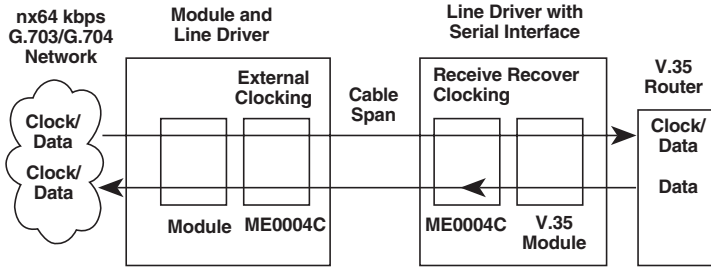 nx64 kbps
G.703/G.704
Network
Clock/
Data
Clock/
Data
Module and
Line Driver
External
Clocking
Module
ME0004C
Cable
Span
Line Driver with
Serial Interface
Receive Recover
Clocking
ME0004C
V.35
Module
V.35
Router
Clock/
Data
Data